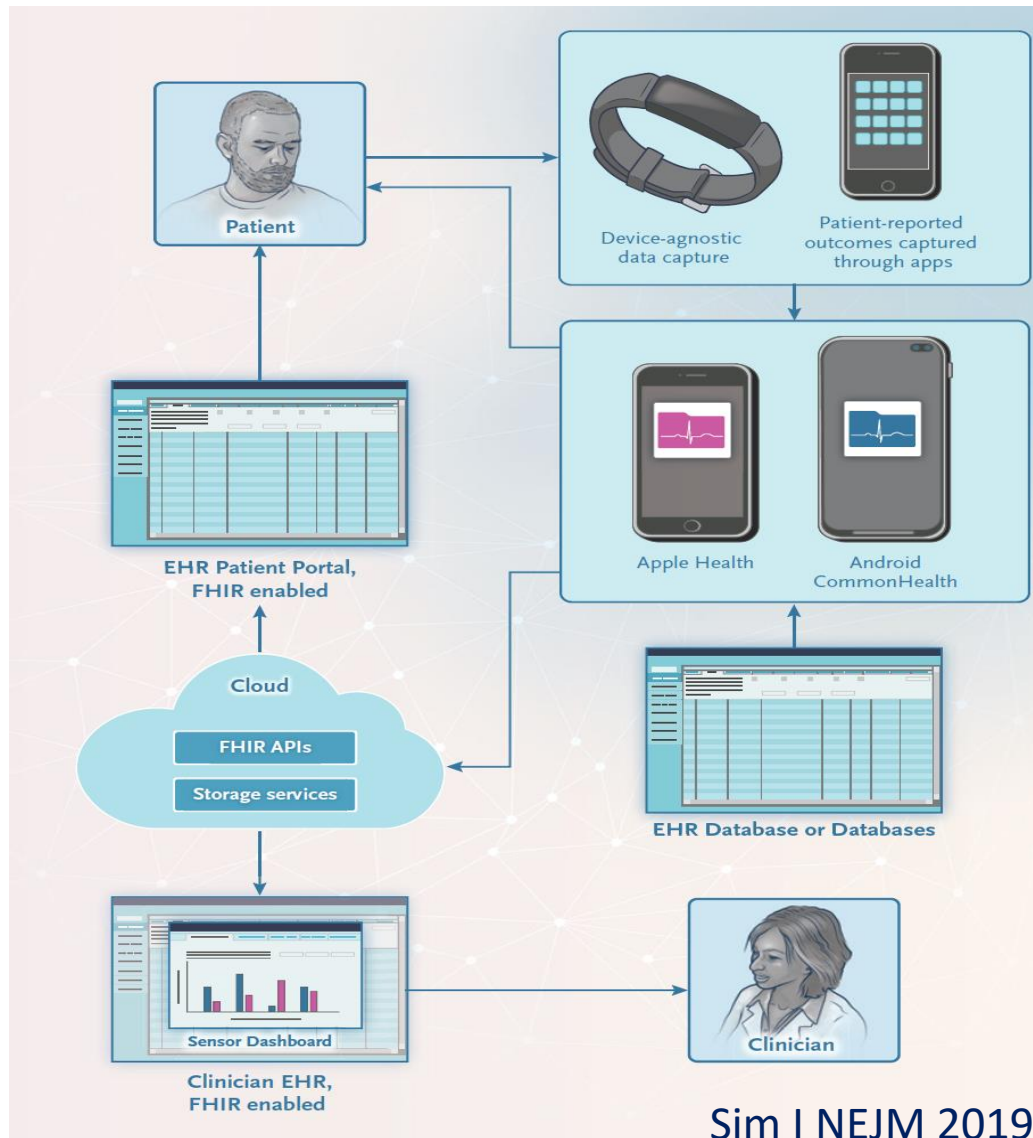 Patient
Device-agnostic
data capture
Patient-reported
outcomes captured
through apps
Apple Health
Android
CommonHealth
EHR Patient Portal,
FHIR enabled
Cloud
FHIR APIs
Storage services
EHR Database or Databases
Sensor Dashboard
Clinician EHR,
FHIR enabled
Clinician
Sim I NEJM 2019